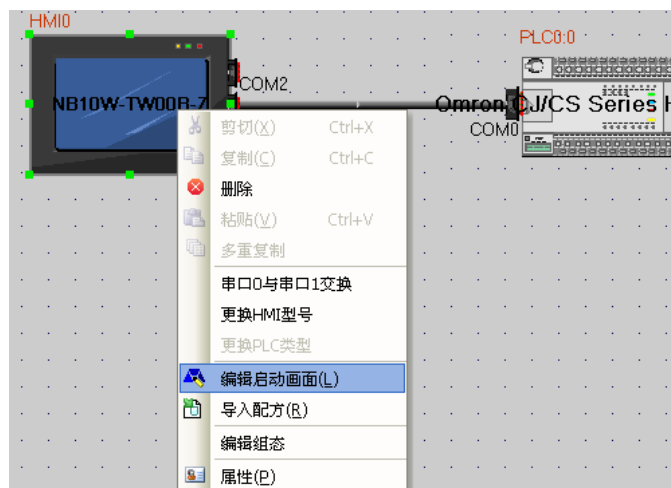 HMI0
PLC0:0
COM2
NB10W-TW00B-Z
Omron CJ/CS Series H
COM0
剪切(X) Ctrl+X
复制(C) Ctrl+C
删除
粘贴(V) Ctrl+V
多重复制
串口0与串口1交换
更换HMI型号
更换PLC类型
编辑启动画面(L)
导入配方(R)
编辑组态
属性(P)